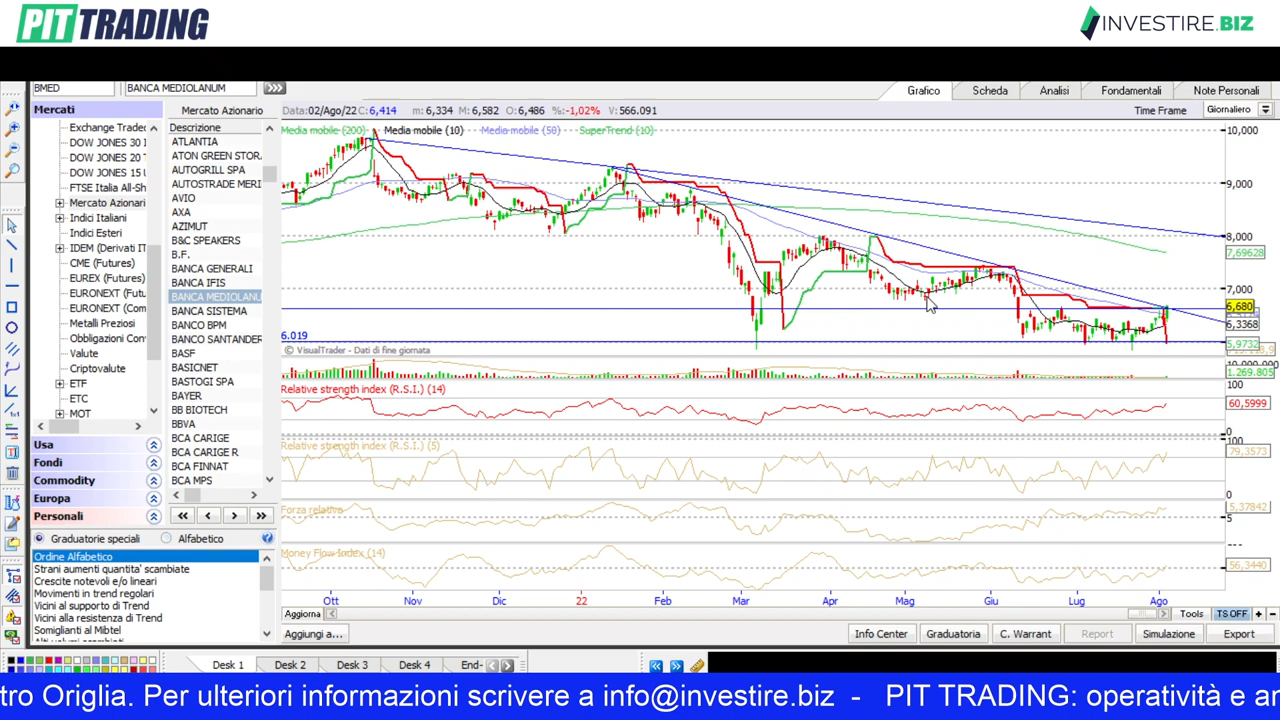 PIT TRADING
INVESTIRE.BIZ
BMED
BANCA MEDIOLANUM
Grafico
Scheda
Analisi
Fondamentali
Note Personali
Mercati
Mercato Azionario
Data:02/Ago/22 C:6,414 m: 6,334 M: 6,582 O: 6,486 %:-1,02% V: 566.091
Time Frame
Giornaliero
Exchange Tradec
DOW JONES 30 I
DOW JONES 20 T
DOW JONES 15 U
FTSE Italia All-Sh
Mercato Azionari
Indici Italiani
Indici Esteri
IDEM (Derivati IT
CME (Futures)
EUREX (Futures)
EURONEXT (Futu
EURONEXT (Com
Metalli Preziosi
Obbligazioni Con
Valute
Criptovalute
ETF
ETC
MOT
Usa
Fondi
Commodity
Europa
Personali
Descrizione
ATLANTIA
ATON GREEN STOR.
AUTOGRILL SPA
AUTOSTRADE MERI
AVIO
AXA
AZIMUT
B&C SPEAKERS
B.F.
BANCA GENERALI
BANCA IFIS
BANCA MEDIOLANU
BANCA SISTEMA
BANCO BPM
BANCO SANTANDER
BASF
BASICNET
BASTOGI SPA
BAYER
BB BIOTECH
BBVA
BCA CARIGE
BCA CARIGE R
BCA FINNAT
BCA MPS
Graduatorie speciali
Alfabetico
Ordine Alfabetico
Strani aumenti quantita' scambiate
Crescite notevoli e/o lineari
Movimenti in trend regolari
Vicini al supporto di Trend
Vicini alla resistenza di Trend
Somiglianti al Mibtel
Media mobile (200)
Media mobile (10)
Media mobile (50)
SuperTrend (10)
10,000
9,000
8,000
7,69628
7,000
6,680
6,3368
5,9732
6.019
© VisualTrader - Dati di fine giornata
1.269.805
Relative strength index (R.S.I.) (14)
100
60,5999
0
Relative strength index (R.S.I.) (5)
100
79,3573
0
Forza relativa
5,37842
5
Money Flow Index (14)
56,3440
Ott
Nov
Dic
22
Feb
Mar
Apr
Mag
Giu
Lug
Ago
Aggiorna
Tools
TS OFF
Aggiungi a...
Info Center
Graduatoria
C. Warrant
Report
Simulazione
Export
Desk 1
Desk 2
Desk 3
Desk 4
End-
tro Origlia. Per ulteriori informazioni scrivere a info@investire.biz - PIT TRADING: operatività e ar